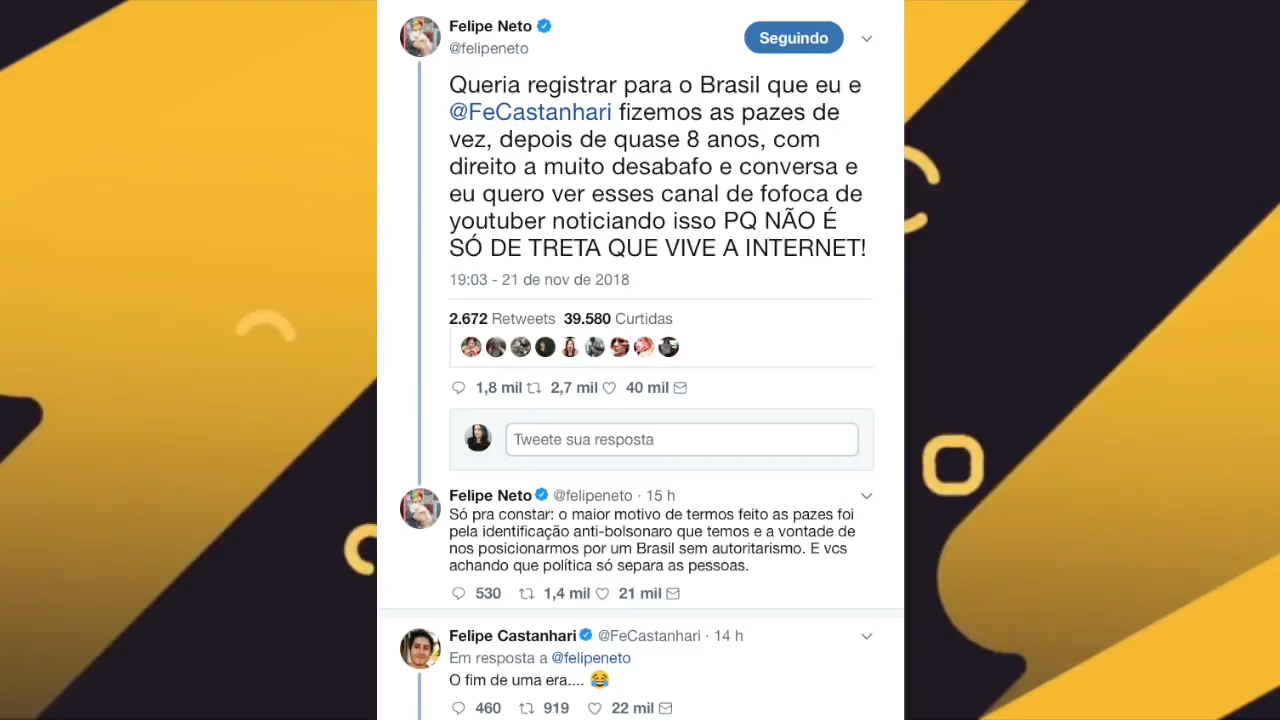 Felipe Neto
@felipeneto
Seguindo
Queria registrar para o Brasil que eu e
@FeCastanhari fizemos as pazes de
vez, depois de quase 8 anos, com
direito a muito desabafo e conversa e
eu quero ver esses canal de fofoca de
youtuber noticiando isso PQ NÃO É
SÓ DE TRETA QUE VIVE A INTERNET!
19:03 - 21 de nov de 2018
2.672 Retweets 39.580 Curtidas
1,8 mil 2,7 mil 40 mil
Tweete sua resposta
Felipe Neto @felipeneto · 15 h
Só pra constar: o maior motivo de termos feito as pazes foi
pela identificação anti-bolsonaro que temos e a vontade de
nos posicionarmos por um Brasil sem autoritarismo. E vcs
achando que política só separa as pessoas.
530 1,4 mil 21 mil
Felipe Castanhari @FeCastanhari · 14 h
Em resposta a @felipeneto
O fim de uma era.... 😂
460 919 22 mil